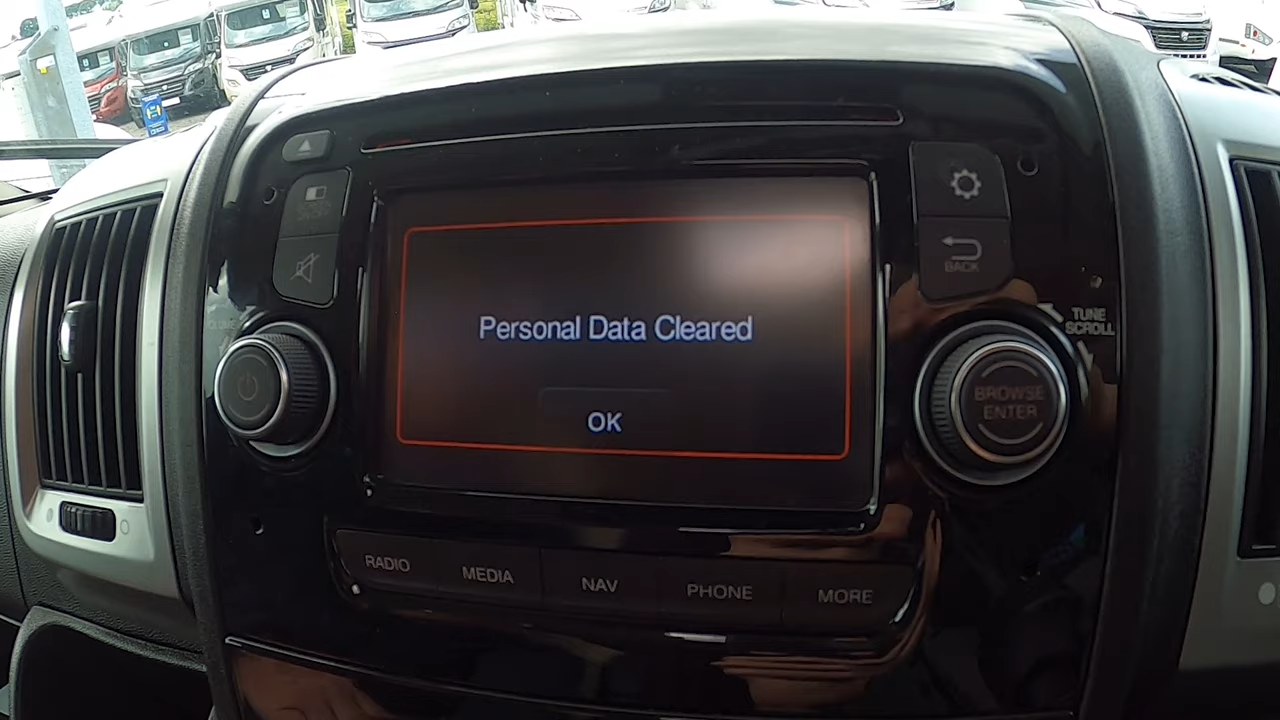 BACK
TUNE
SCROLL
Personal Data Cleared
OK
BROWSE
ENTER
RADIO
MEDIA
NAV
PHONE
MORE